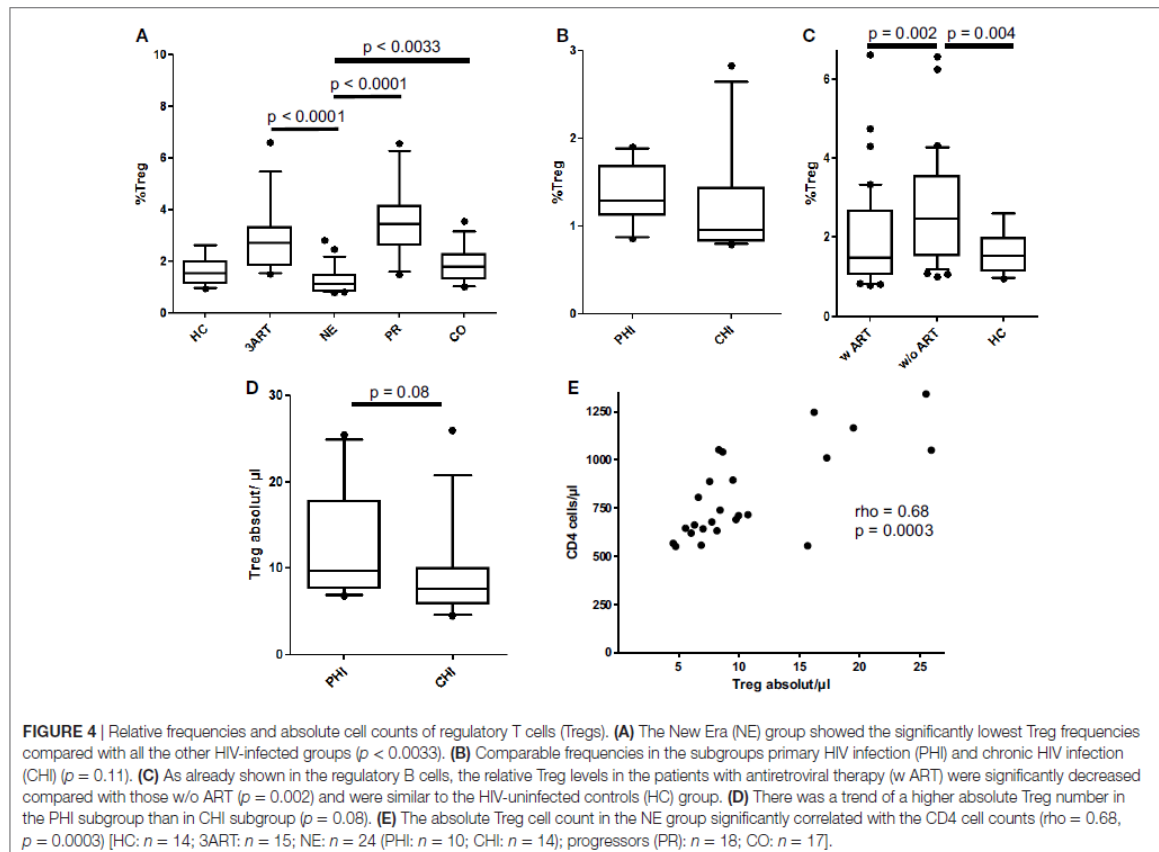 A
p < 0.0033
p < 0.0001
p < 0.0001
10
8
6
4
2
0
%Treg
HC
3ART
NE
PR
CO
B
3
2
1
0
%Treg
PHI
CHI
C
p = 0.002
p = 0.004
6
4
2
0
%Treg
w ART
w/o ART
HC
D
p = 0.08
30
20
10
0
Treg absolut/ µl
PHI
CHI
E
1250
1000
750
500
250
0
CD4 cells/µl
rho = 0.68
p = 0.0003
5
10
15
20
25
Treg absolut/µl
FIGURE 4 | Relative frequencies and absolute cell counts of regulatory T cells (Tregs). (A) The New Era (NE) group showed the significantly lowest Treg frequencies
compared with all the other HIV-infected groups (p < 0.0033). (B) Comparable frequencies in the subgroups primary HIV infection (PHI) and chronic HIV infection
(CHI) (p = 0.11). (C) As already shown in the regulatory B cells, the relative Treg levels in the patients with antiretroviral therapy (w ART) were significantly decreased
compared with those w/o ART (p = 0.002) and were similar to the HIV-uninfected controls (HC) group. (D) There was a trend of a higher absolute Treg number in
the PHI subgroup than in CHI subgroup (p = 0.08). (E) The absolute Treg cell count in the NE group significantly correlated with the CD4 cell counts (rho = 0.68,
p = 0.0003) [HC: n = 14; 3ART: n = 15; NE: n = 24 (PHI: n = 10; CHI: n = 14); progressors (PR): n = 18; CO: n = 17].